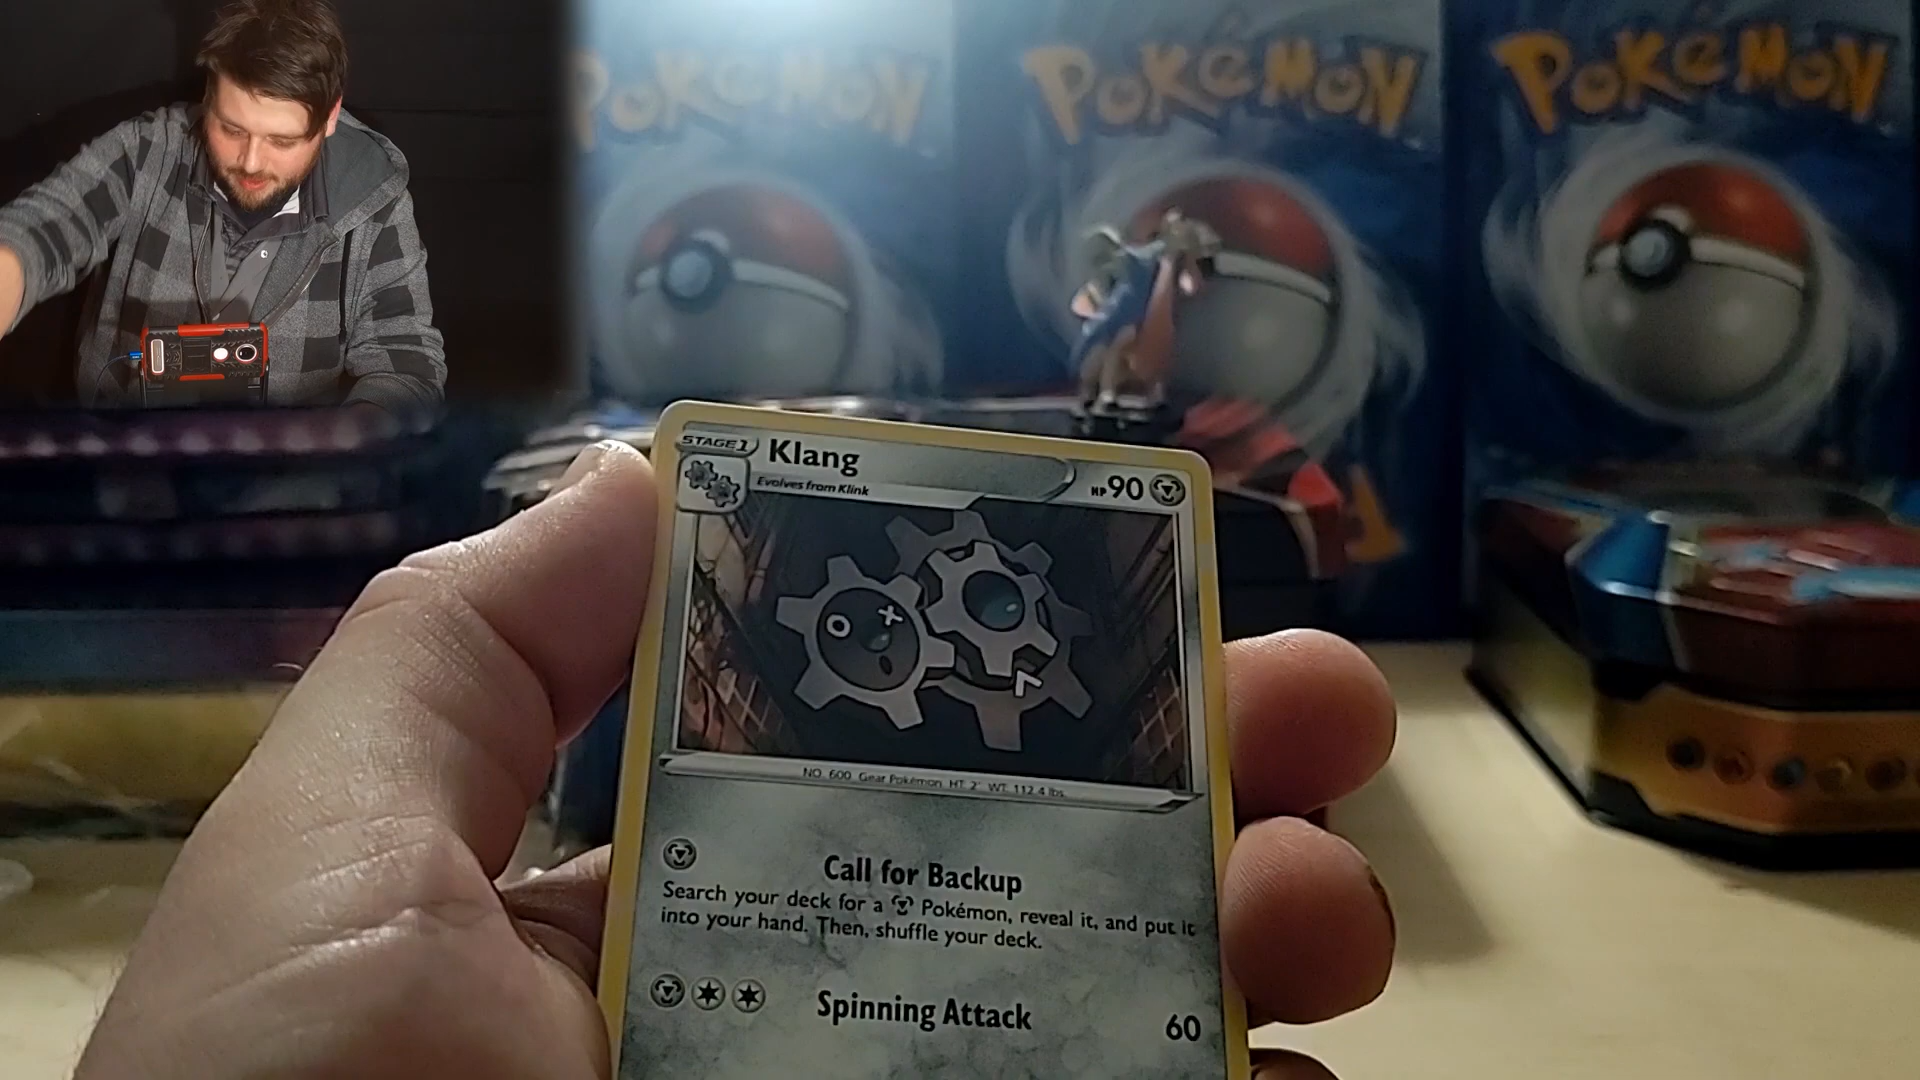 POKéMON
POKéMON
POKéMON
STAGE1
Klang
Evolves from Klink
HP 90
NO. 600 Gear Pokémon HT. 2' WT. 112.4 lbs.
Call for Backup
Search your deck for a Pokémon, reveal it, and put it
into your hand. Then, shuffle your deck.
Spinning Attack
60